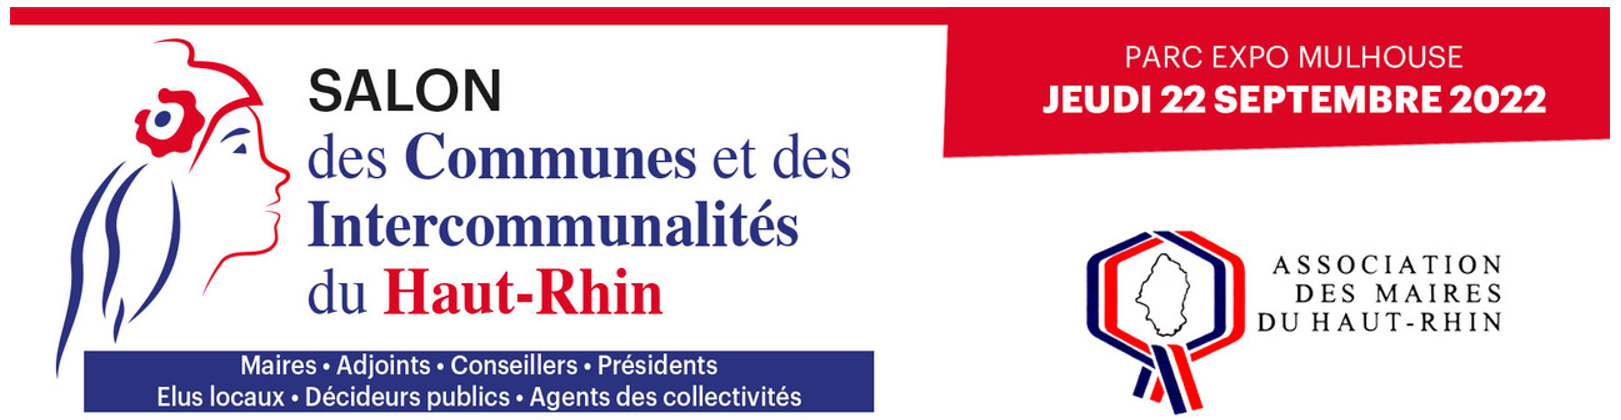 SALON
des Communes et des
Intercommunalités
du Haut-Rhin
Maires • Adjoints • Conseillers • Présidents
Elus locaux • Décideurs publics • Agents des collectivités
PARC EXPO MULHOUSE
JEUDI 22 SEPTEMBRE 2022
ASSOCIATION
DES MAIRES
DU HAUT-RHIN